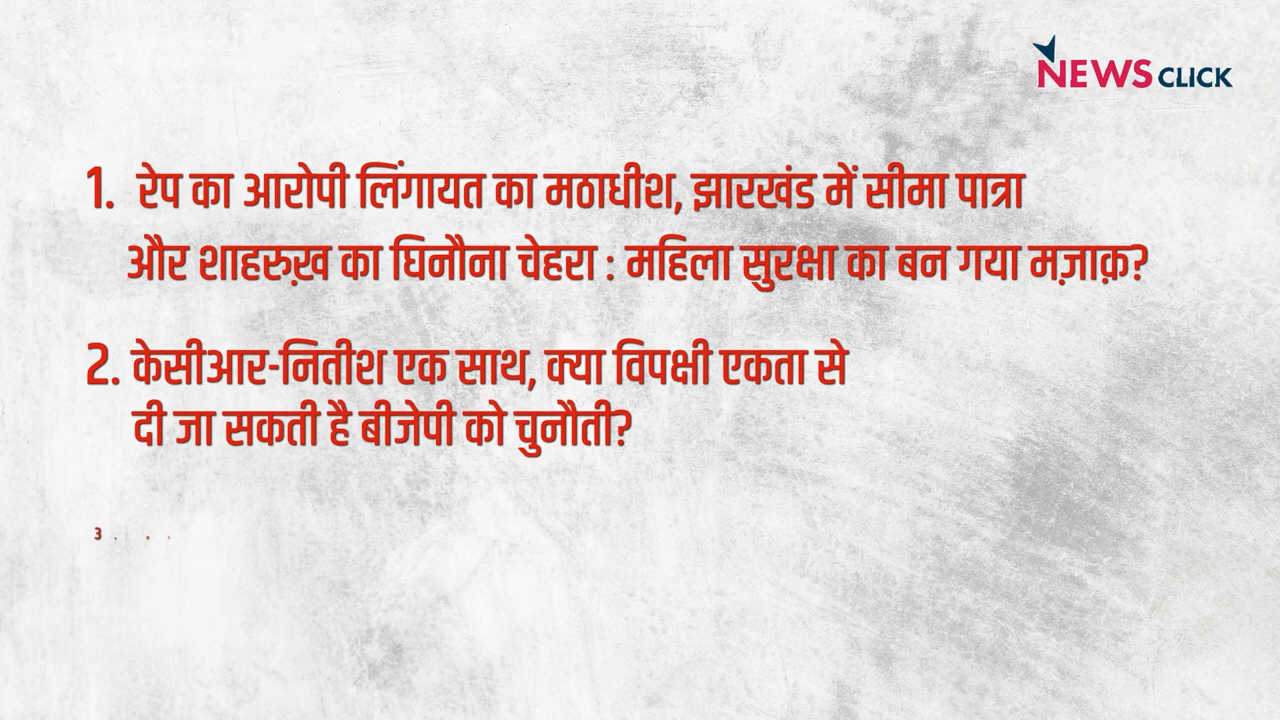 NEWS CLICK
1. रेप का आरोपी लिंगायत का मठाधीश, झारखंड में सीमा पात्रा
और शाहरुख़ का घिनौना चेहरा : महिला सुरक्षा का बन गया मज़ाक़?
2. केसीआर-नितीश एक साथ, क्या विपक्षी एकता से
दी जा सकती है बीजेपी को चुनौती?
3